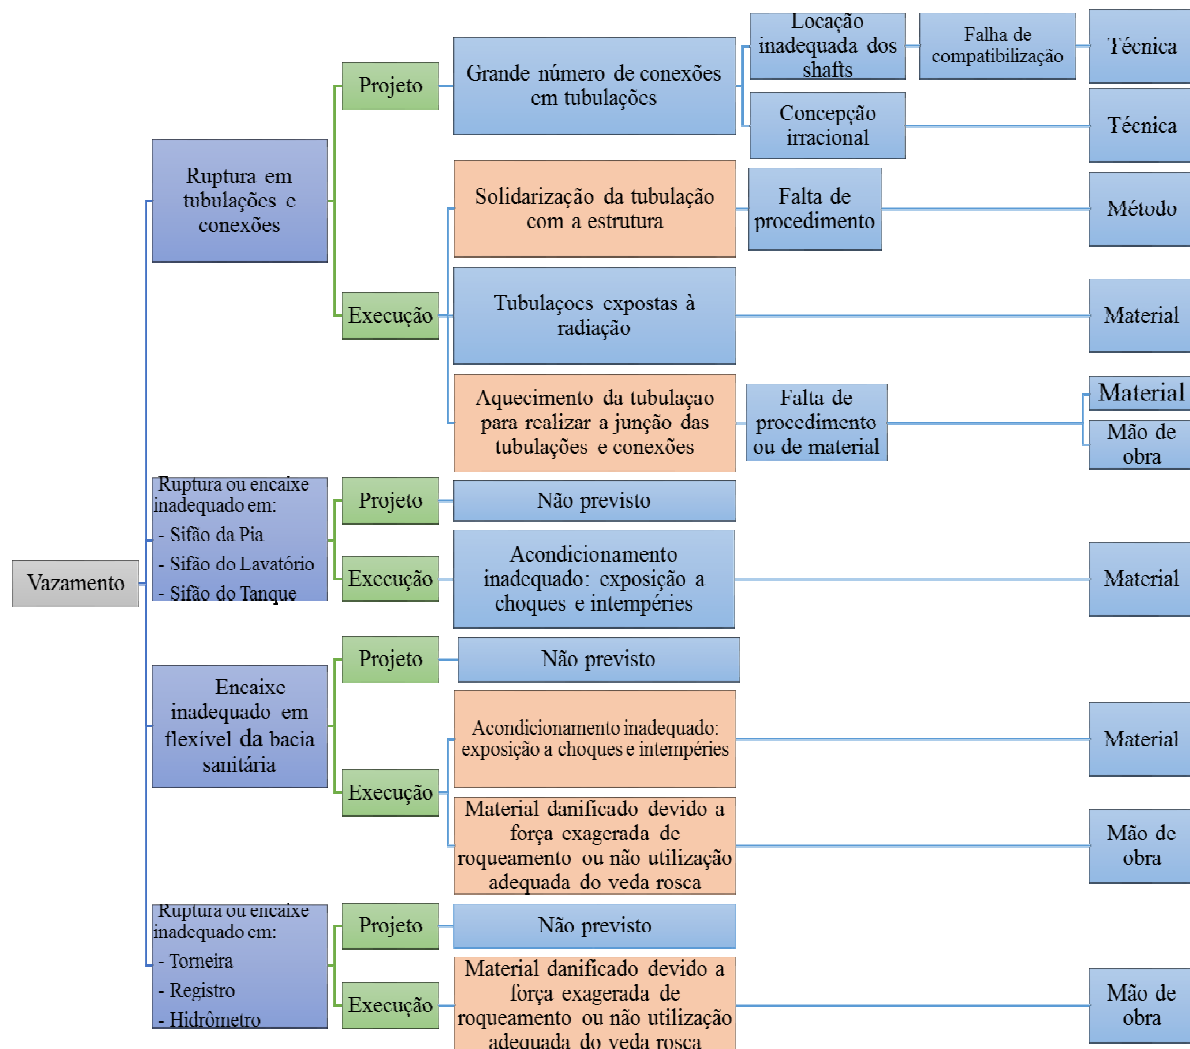 Vazamento
Ruptura em
tubulações e
conexões
Projeto
Grande número de conexões
em tubulações
Locação
inadequada dos
shafts
Falha de
compatibilização
Técnica
Concepção
irracional
Técnica
Execução
Solidarização da tubulação
com a estrutura
Falta de
procedimento
Método
Tubulaçoes expostas à
radiação
Material
Aquecimento da tubulaçao
para realizar a junção das
tubulações e conexões
Falta de
procedimento
ou de material
Material
Mão de
obra
Ruptura ou encaixe
inadequado em:
- Sifão da Pia
- Sifão do Lavatório
- Sifão do Tanque
Projeto
Não previsto
Execução
Acondicionamento
inadequado: exposição a
choques e intempéries
Material
Encaixe
inadequado em
flexível da bacia
sanitária
Projeto
Não previsto
Execução
Acondicionamento inadequado:
exposição a choques e intempéries
Material
Material danificado devido a
força exagerada de
roqueamento ou não utilização
adequada do veda rosca
Mão de
obra
Ruptura ou encaixe
inadequado em:
- Torneira
- Registro
- Hidrômetro
Projeto
Não previsto
Execução
Material danificado devido a
força exagerada de
roqueamento ou não utilização
adequada do veda rosca
Mão de
obra